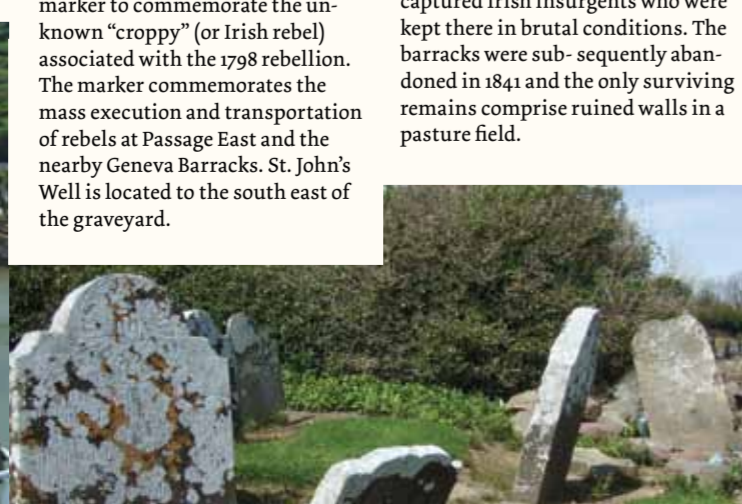 marker to commemorate the un-
known “croppy” (or Irish rebel)
associated with the 1798 rebellion.
The marker commemorates the
mass execution and transportation
of rebels at Passage East and the
nearby Geneva Barracks. St. John’s
Well is located to the south east of
the graveyard.
captured Irish insurgents who were
kept there in brutal conditions. The
barracks were sub- sequently aban-
doned in 1841 and the only surviving
remains comprise ruined walls in a
pasture field.